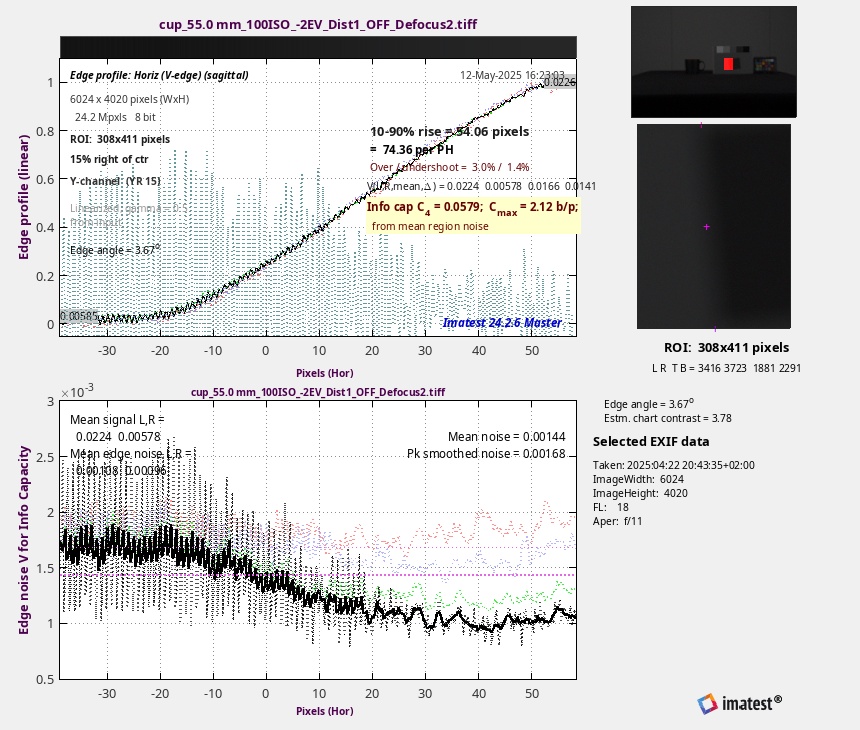 cup_55.0 mm_100ISO_-2EV_Dist1_OFF_Defocus2.tiff
Edge profile: Horiz (V-edge) (sagittal)
12-May-2025 16:23:03
0.0226
6024 x 4020 pixels (WxH)
24.2 Mpxls 8 bit
ROI: 308x411 pixels
15% right of ctr
Y-channel (YR 15)
Linearized; gamma = 0.5
from input
Edge angle = 3.67°
10-90% rise = 54.06 pixels
= 74.36 per PH
Over / undershoot = 3.0% / 1.4%
V(L,R,mean,Δ) = 0.0224 0.00578 0.0166 0.0141
Info cap C4 = 0.0579; Cmax = 2.12 b/p;
from mean region noise
0.00585
Imatest 24.2.6 Master
Edge profile (linear)
1
0.8
0.6
0.4
0.2
0
-30 -20 -10 0 10 20 30 40 50
Pixels (Hor)
cup_55.0 mm_100ISO_-2EV_Dist1_OFF_Defocus2.tiff
×10-3
Mean signal L,R =
0.0224 0.00578
Mean edge noise L,R =
0.00108 0.00096
Mean noise = 0.00144
Pk smoothed noise = 0.00168
Edge noise V for Info Capacity
3
2.5
2
1.5
1
0.5
-30 -20 -10 0 10 20 30 40 50
Pixels (Hor)
ROI: 308x411 pixels
L R T B = 3416 3723 1881 2291
Edge angle = 3.67°
Estm. chart contrast = 3.78
Selected EXIF data
Taken: 2025:04:22 20:43:35+02:00
ImageWidth: 6024
ImageHeight: 4020
FL: 18
Aper: f/11
imatest®